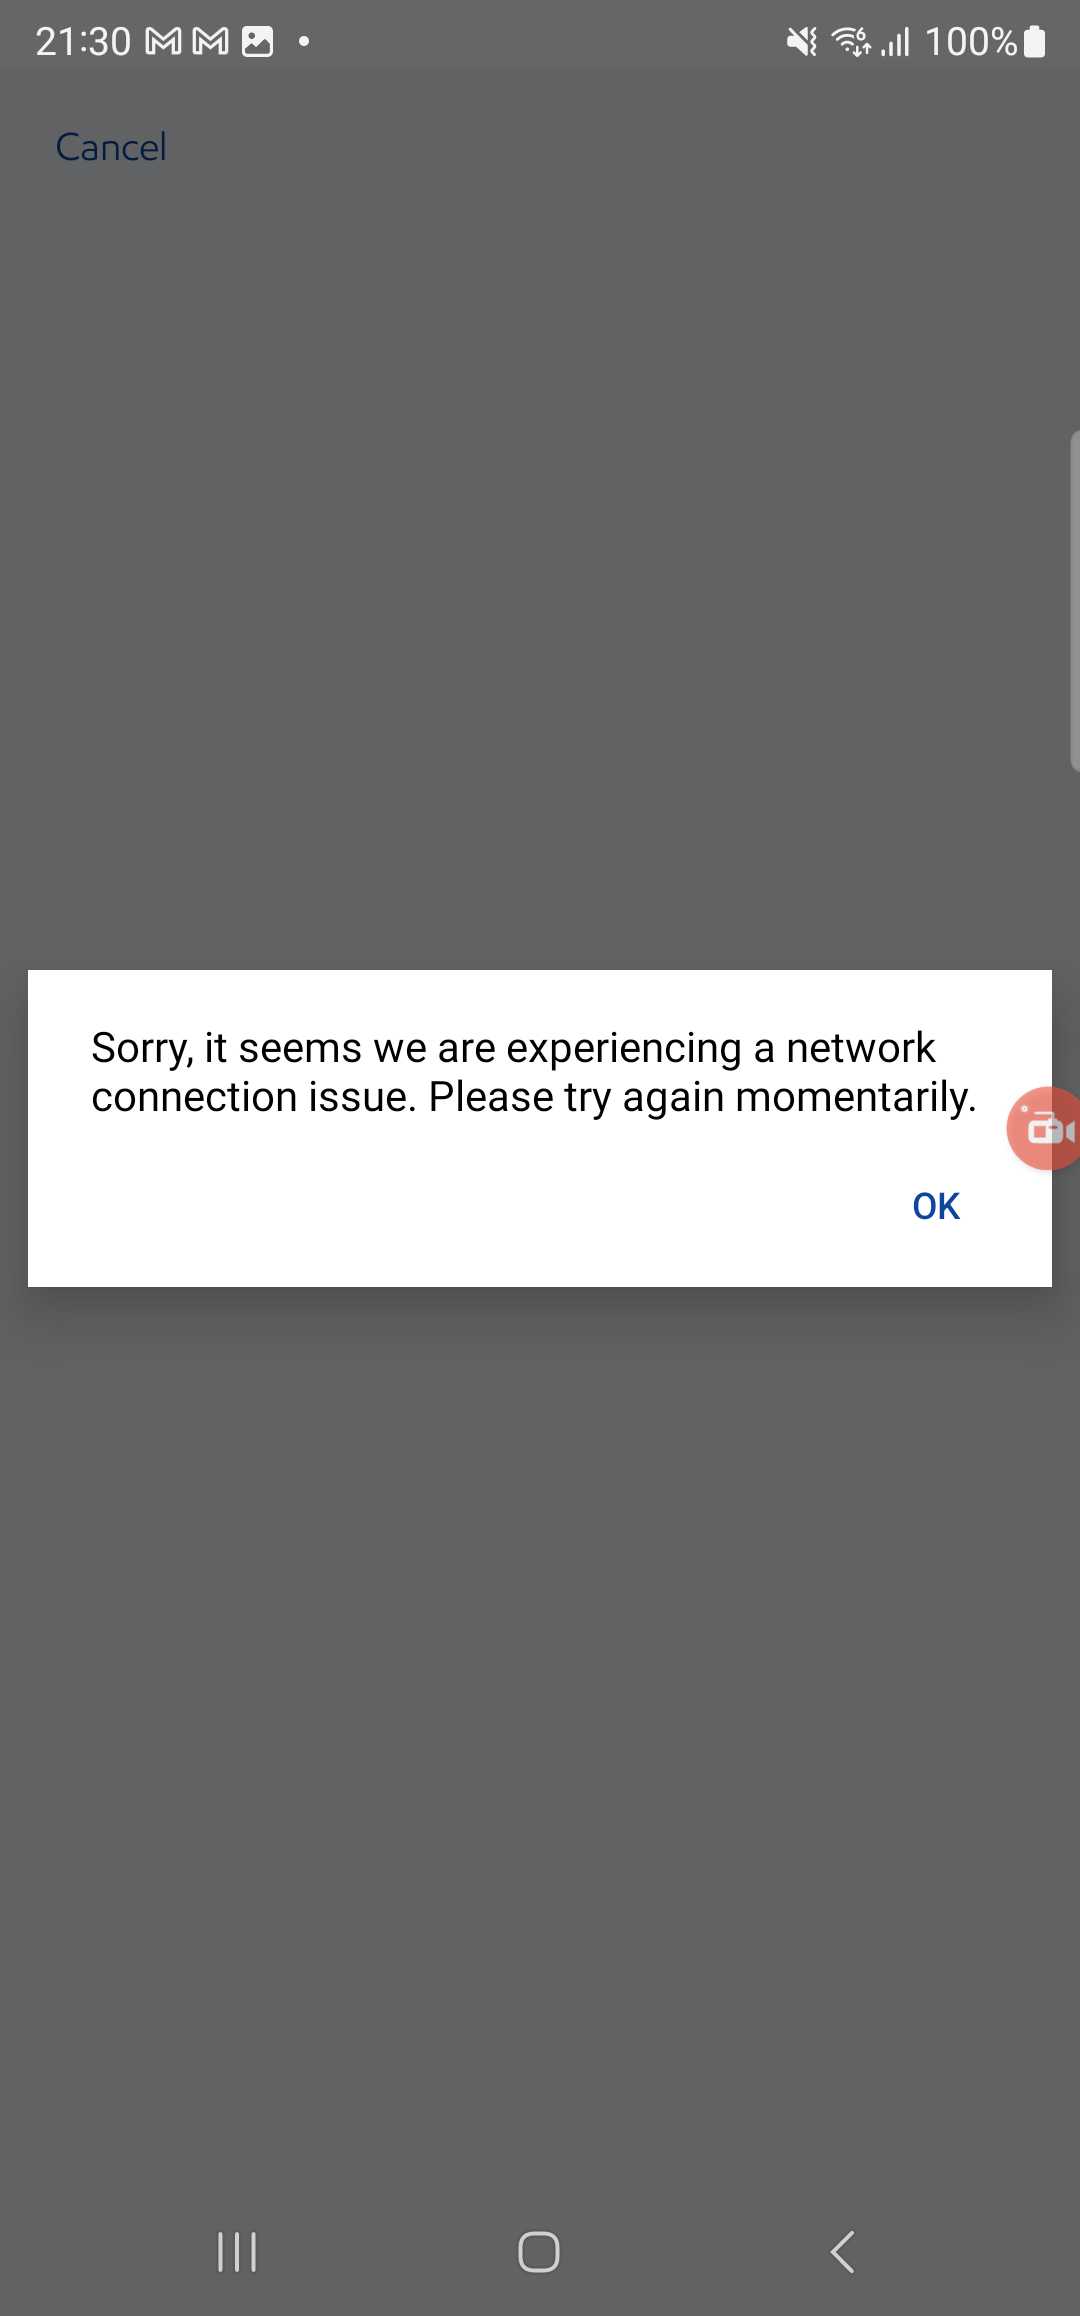 21:30 100%
Cancel
Sorry, it seems we are experiencing a network
connection issue. Please try again momentarily.
OK